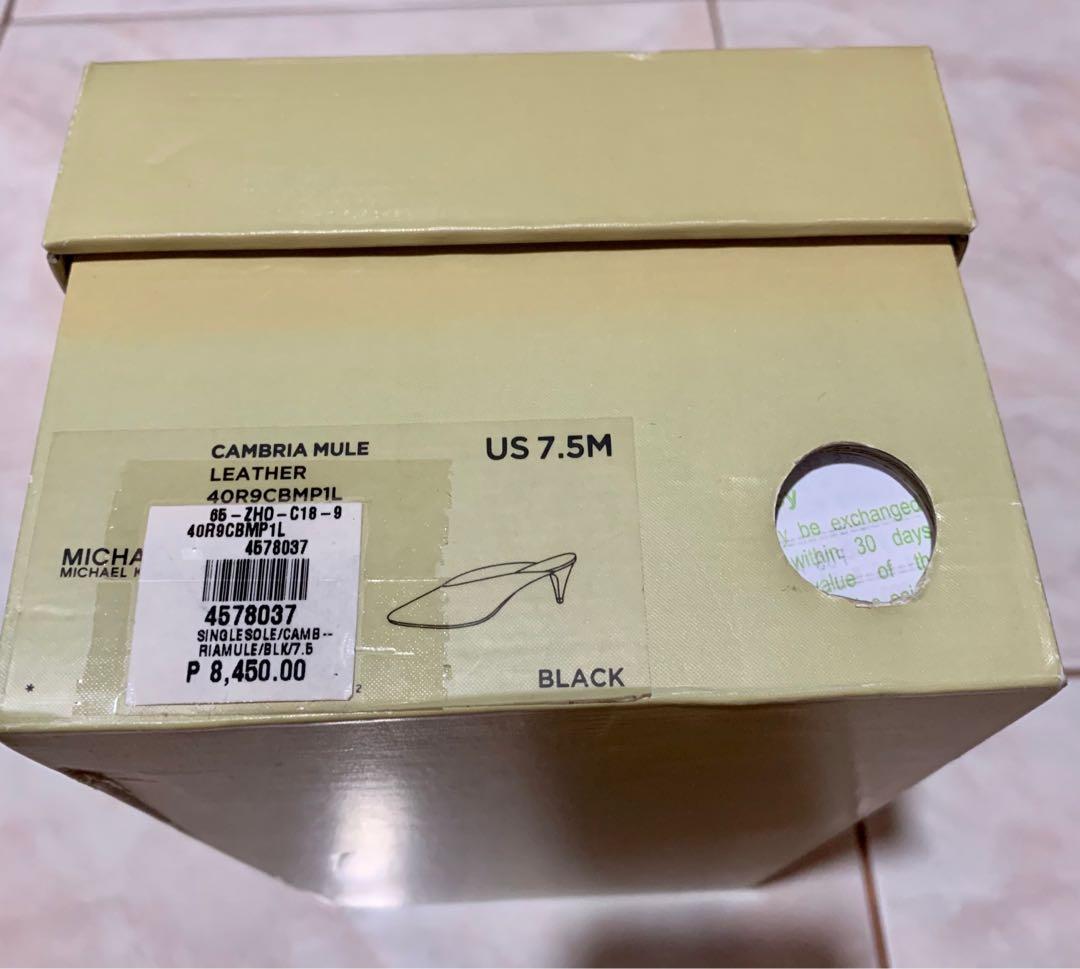 CAMBRIA MULE
LEATHER
40R9CBMP1L
US 7.5M
MICHA
MICHAEL K
65-ZHO-C18-9
40R9CBMP1L
4578037
4578037
SINGLESOLE/CAMB--
RIAMULE/BLK/7.5
P 8,450.00
*
2
BLACK
y
be exchanged
within 30 days
value of